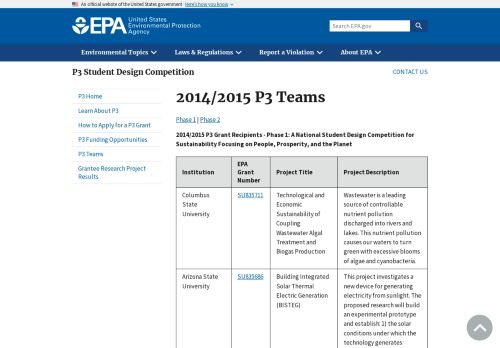 An official website of the United States government Here's how you know
EPA United States
Environmental Protection
Agency
Search EPA.gov
Environmental Topics
Laws & Regulations
Report a Violation
About EPA
P3 Student Design Competition
CONTACT US
P3 Home
Learn About P3
How to Apply for a P3 Grant
P3 Funding Opportunities
P3 Teams
Grantee Research Project
Results
2014/2015 P3 Teams
Phase 1 | Phase 2
2014/2015 P3 Grant Recipients - Phase 1: A National Student Design Competition for
Sustainability Focusing on People, Prosperity, and the Planet
Institution
EPA
Grant
Number
Project Title
Project Description
Columbus
State
University
SU835711
Technological and
Economic
Sustainability of
Coupling
Wastewater Algal
Treatment and
Biogas Production
Wastewater is a leading
source of controllable
nutrient pollution
discharged into rivers and
lakes. This nutrient pollution
causes our waters to turn
green with excessive blooms
of algae and cyanobacteria.
Arizona State
University
SU835686
Building Integrated
Solar Thermal
Electric Generation
(BISTEG)
This project investigates a
new device for generating
electricity from sunlight. The
proposed research will build
an experimental prototype
and establish: 1) the solar
conditions under which the
technology generates